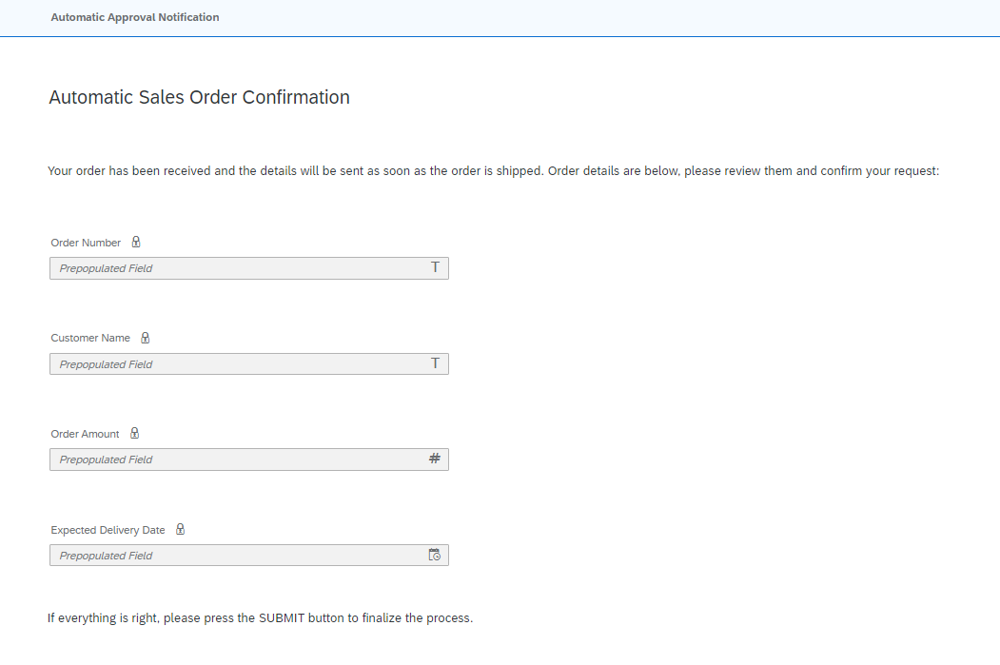 Automatic Approval Notification
Automatic Sales Order Confirmation
Your order has been received and the details will be sent as soon as the order is shipped. Order details are below, please review them and confirm your request:
Order Number
Prepopulated Field T
Customer Name
Prepopulated Field T
Order Amount
Prepopulated Field #
Expected Delivery Date
Prepopulated Field
If everything is right, please press the SUBMIT button to finalize the process.